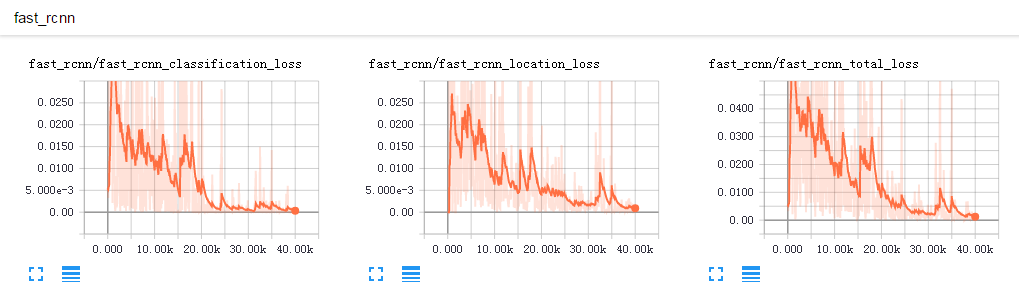 fast_rcnn
fast_rcnn/fast_rcnn_classification_loss
0.0250
0.0200
0.0150
0.0100
5.000e-3
0.00
0.000 10.00k 20.00k 30.00k 40.00k
fast_rcnn/fast_rcnn_location_loss
0.0250
0.0200
0.0150
0.0100
5.000e-3
0.00
0.000 10.00k 20.00k 30.00k 40.00k
fast_rcnn/fast_rcnn_total_loss
0.0400
0.0300
0.0200
0.0100
0.00
0.000 10.00k 20.00k 30.00k 40.00k